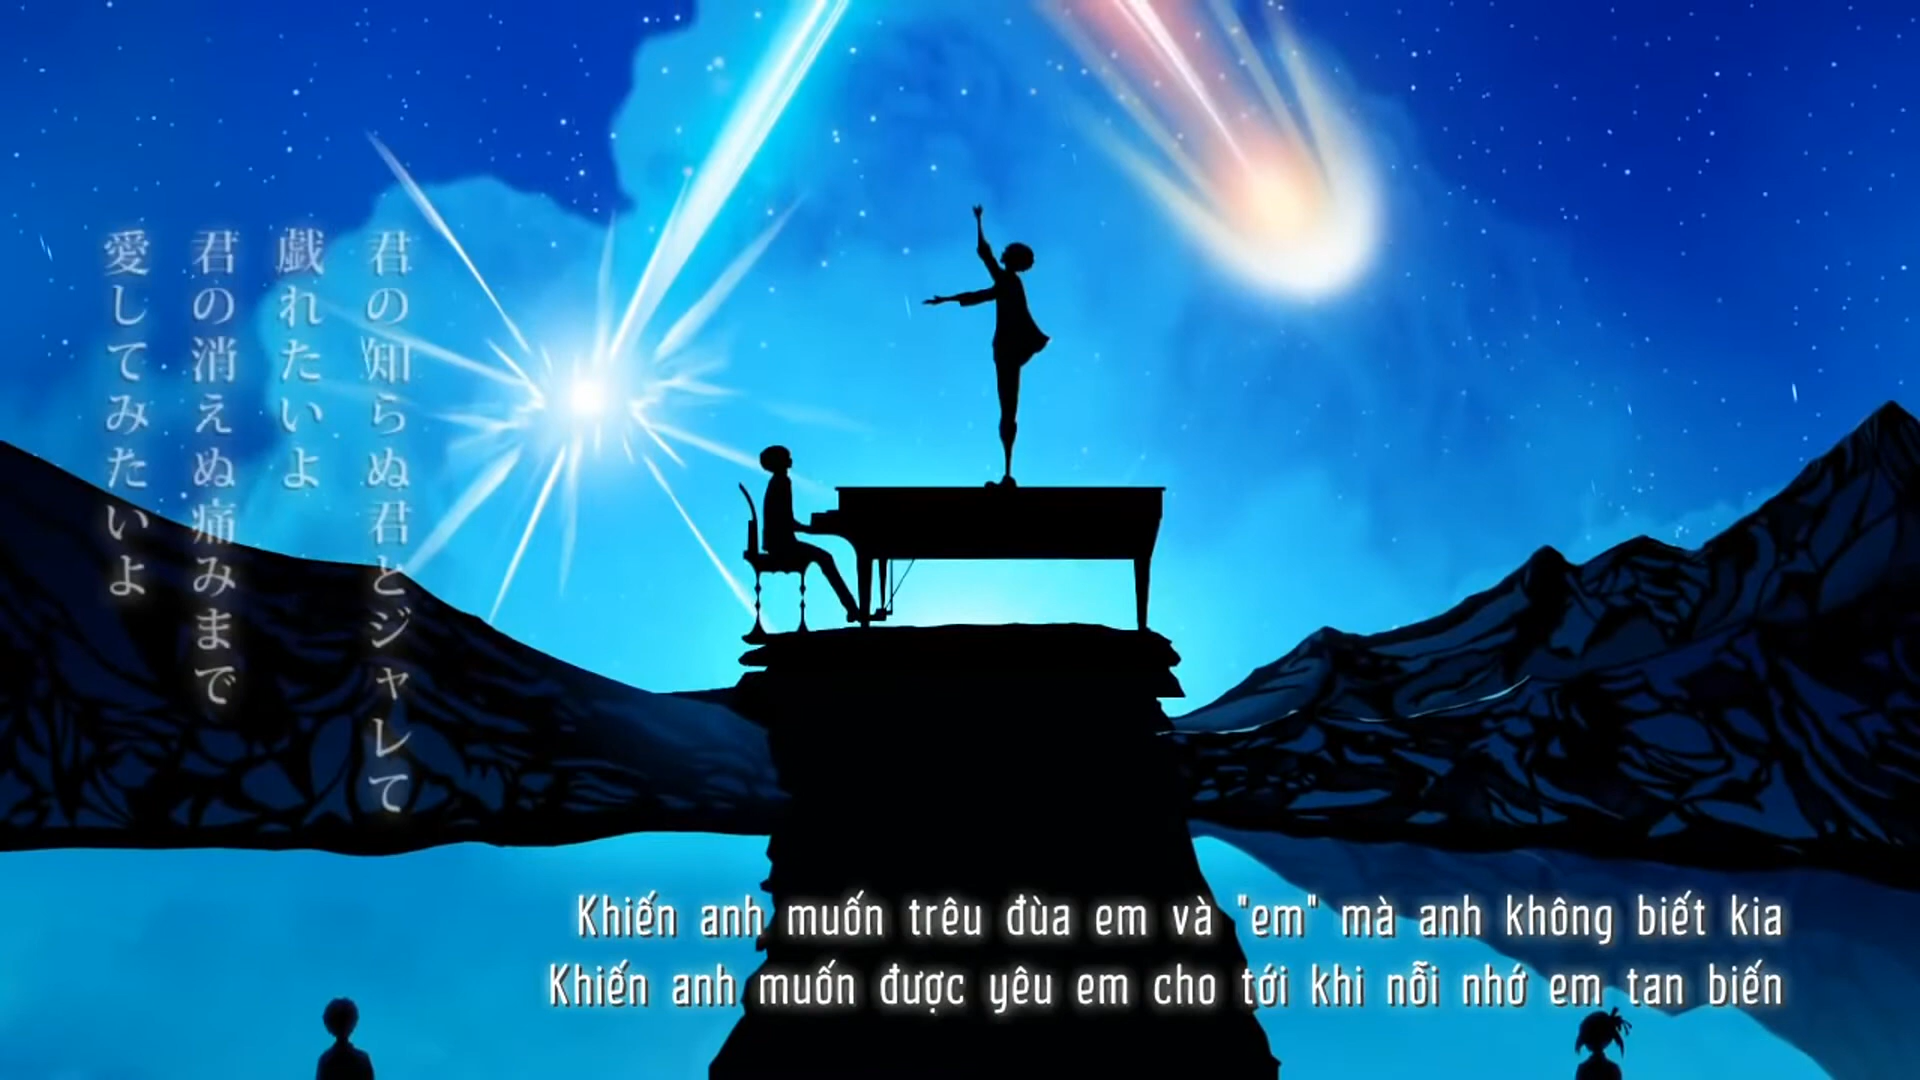 君の知らぬ君とジャレて
戯れたいよ
君の消えぬ痛みまで
愛してみたいよ
Khiến anh muốn trêu đùa em và "em" mà anh không biết kia
Khiến anh muốn được yêu em cho tới khi nỗi nhớ em tan biến